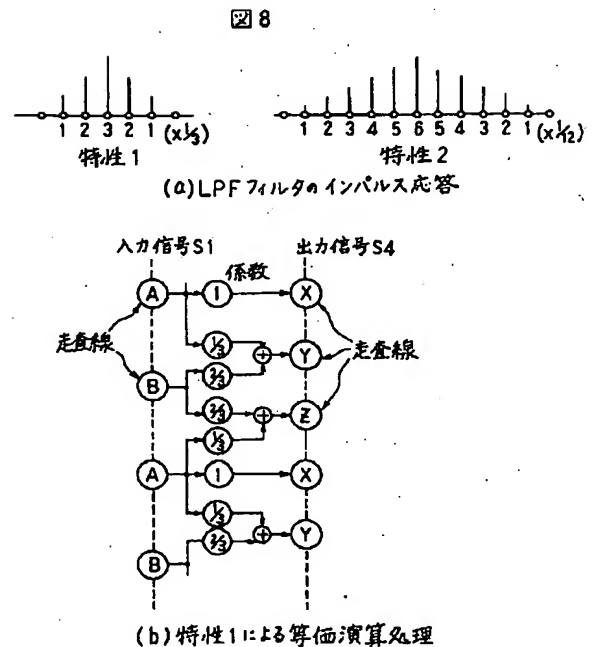 図8
1 2 3 2 1 (x⅓)
1 2 3 4 5 6 5 4 3 2 1 (x1/12)
特性1
特性2
(a)LPFフィルタのインパルス応答
入力信号S1
出力信号S4
係数
A 1 X
走査線
走査線
⅓
+ Y
B ⅔
⅔ + Z
⅓
A 1 X
⅓
+ Y
⅔
B
(b)特性1による等価演算処理